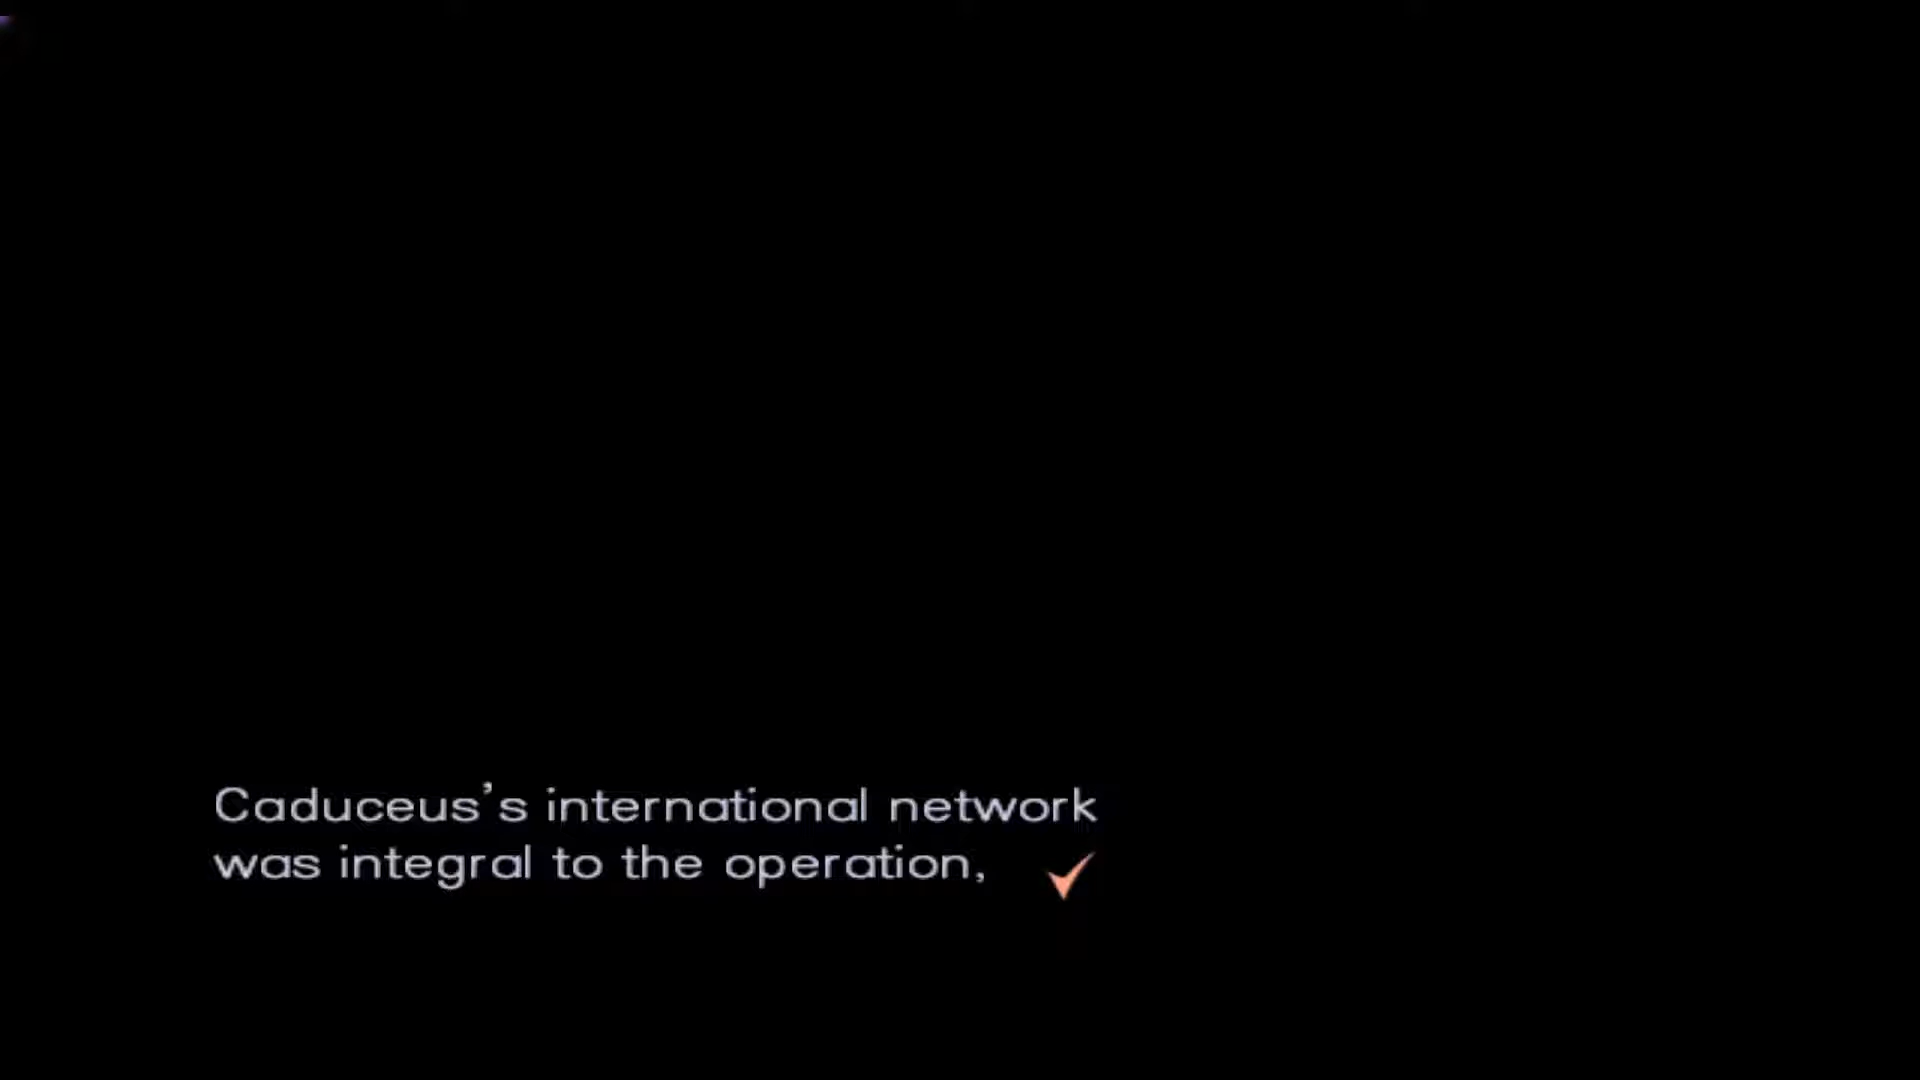 Caduceus’s international network
was integral to the operation,